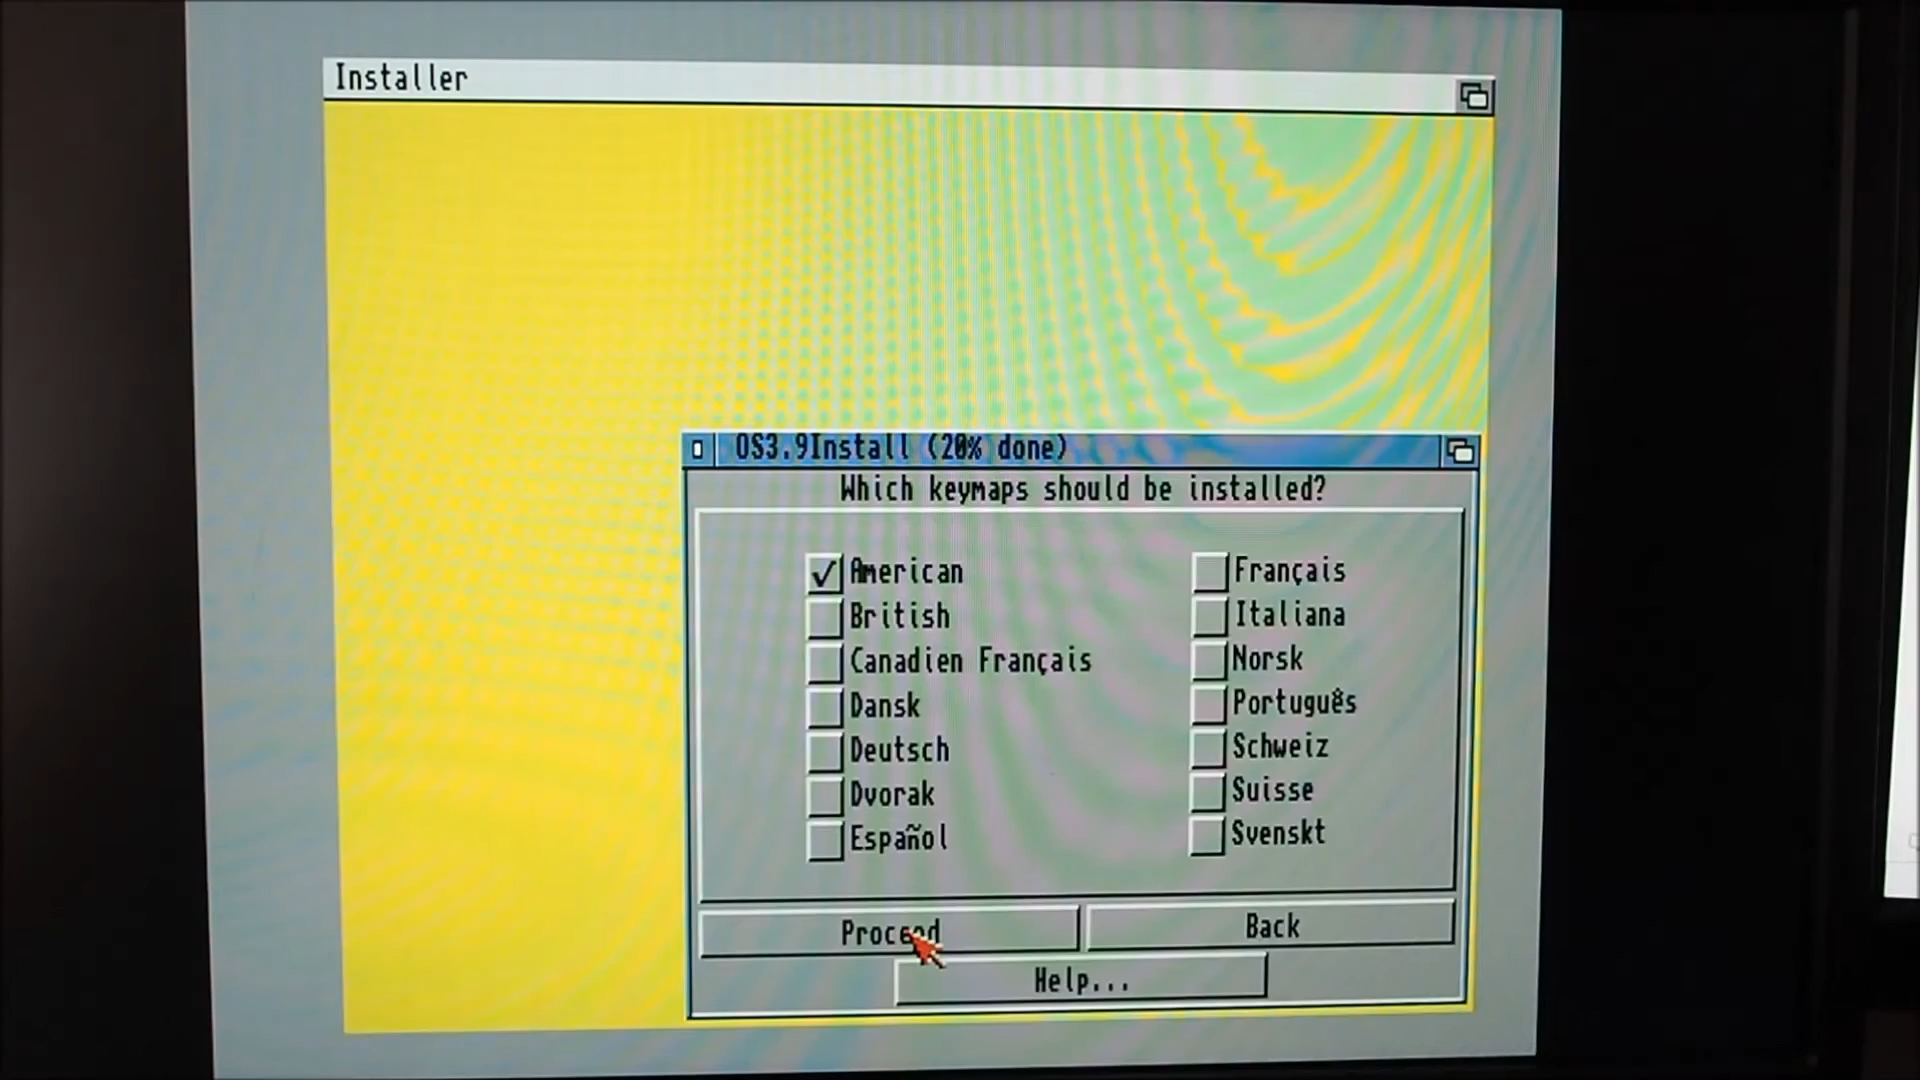 Installer
OS3.9Install (20% done)
Which keymaps should be installed?
American
British
Canadien Français
Dansk
Deutsch
Dvorak
Español
Français
Italiana
Norsk
Português
Schweiz
Suisse
Svenskt
Proceed
Back
Help...